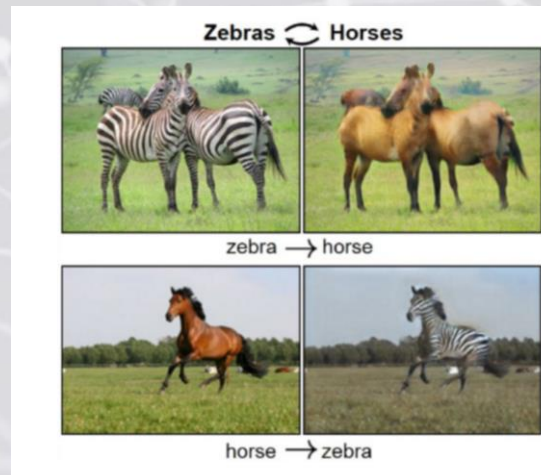 Zebras ⇄ Horses
zebra → horse
horse → zebra